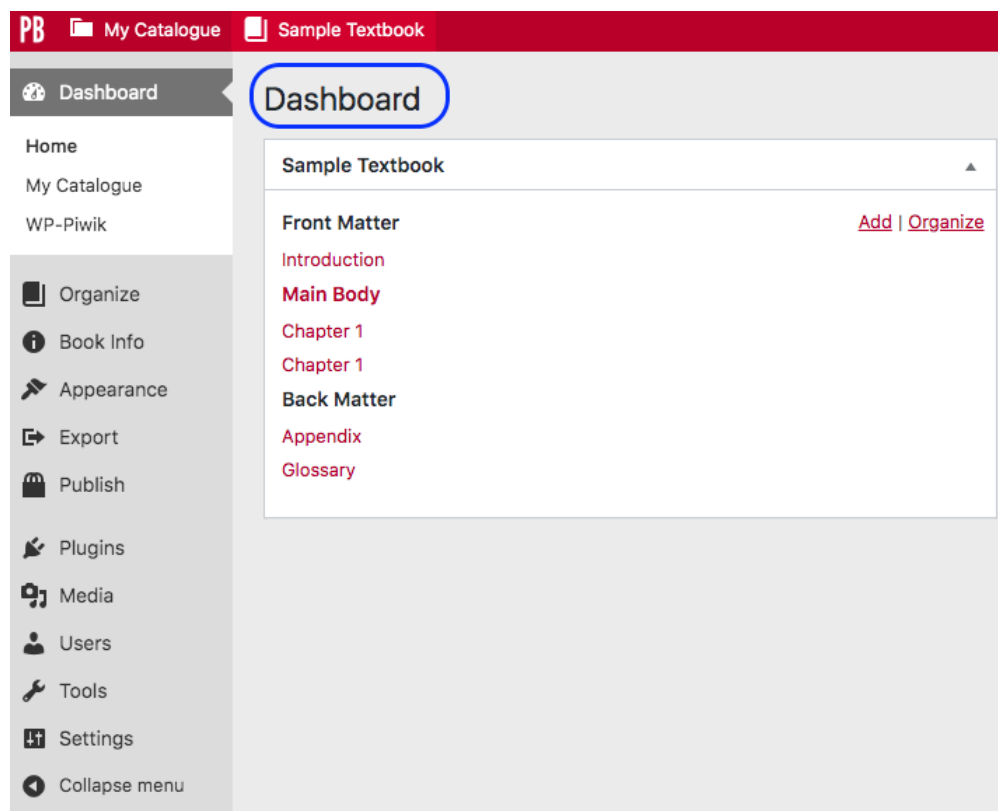 PB My Catalogue Sample Textbook
Dashboard
Home
My Catalogue
WP-Piwik
Organize
Book Info
Appearance
Export
Publish
Plugins
Media
Users
Tools
Settings
Collapse menu
Dashboard
Sample Textbook
Front Matter Add | Organize
Introduction
Main Body
Chapter 1
Chapter 1
Back Matter
Appendix
Glossary